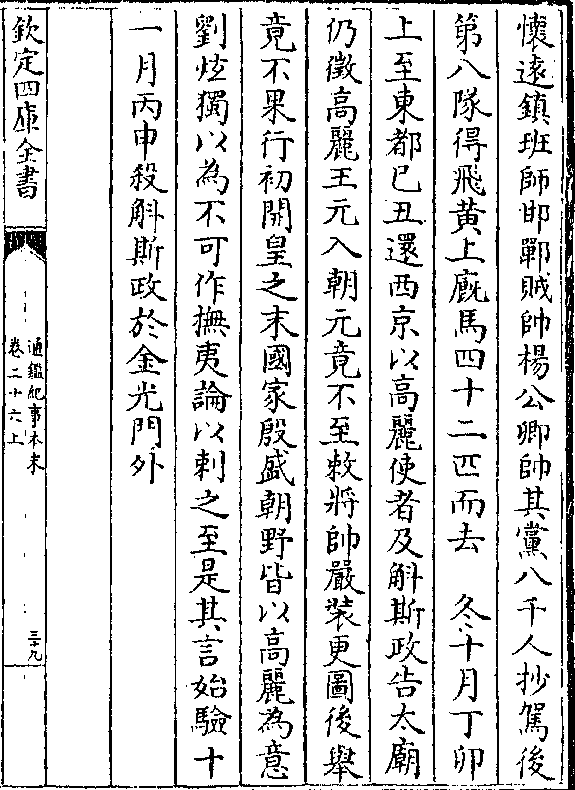 懷遠鎮班師邯鄲賊帥楊公卿帥其黨八千人抄駕後
第八隊得飛黄上廐馬四十二匹而去　冬十月丁卯
上至東都己丑還西京以高麗使者及斛斯政告太廟
仍徵高麗王元入朝元竟不至敕將帥嚴裝更圖後舉
竟不果行初開皇之末國家殷盛朝野皆以高麗為意
劉炫獨以為不可作撫夷論以刺之至是其言始驗十
一月丙申殺斛斯政於金光門外
欽定四庫全書
通鑑紀事本末
卷二十六上
三十九